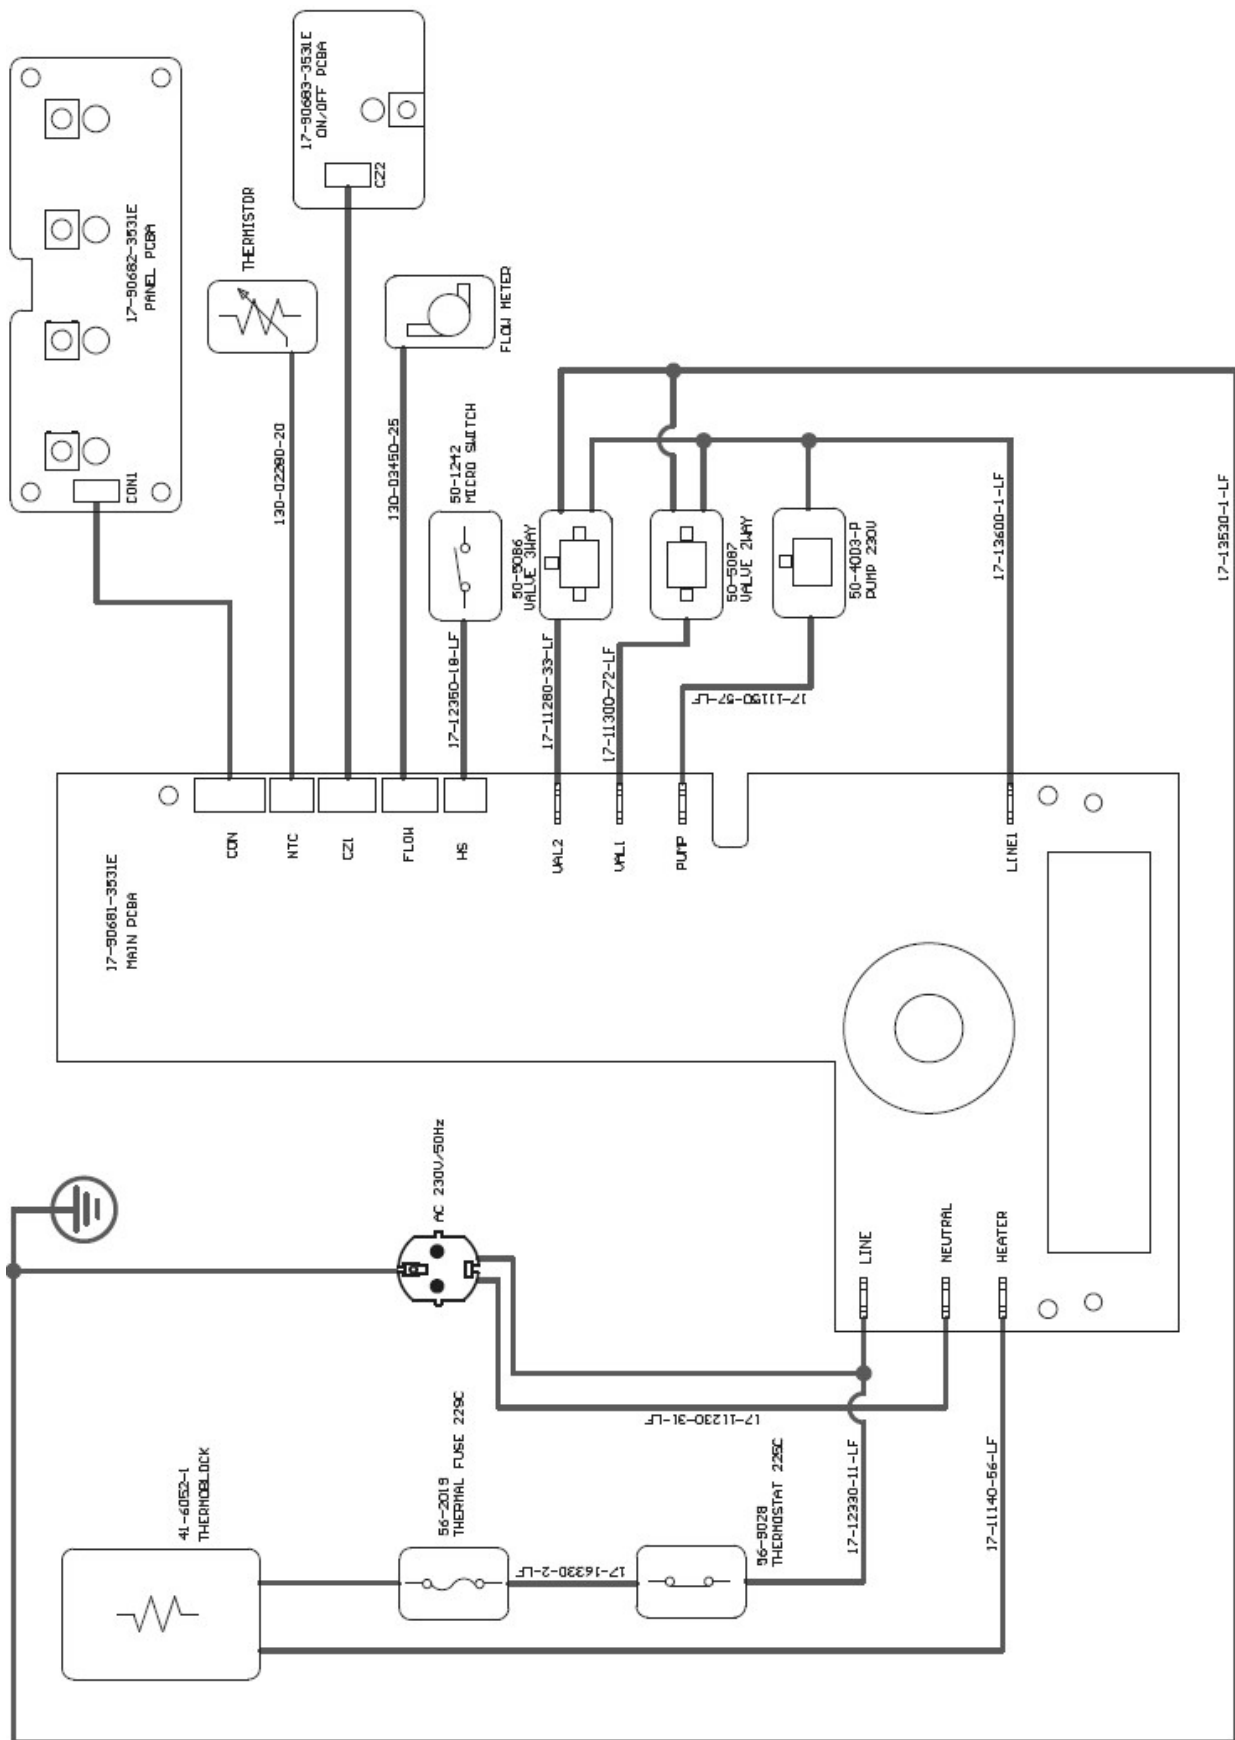 17-90682-3531E
PANEL PCBA
CON1
THERMISTOR
17-90683-3531E
ON/OFF PCBA
CZ2
FLOW METER
130-02290-20
130-03450-25
50-1242
MICRO SWITCH
50-5086
VALVE 3WAY
50-5087
VALVE 2WAY
50-40D3-P
PUMP 230V
17-12350-18-LF
17-11280-33-LF
17-11300-72-LF
17-11150-57-LF
17-13600-1-LF
17-13530-1-LF
17-90681-3531E
MAIN PCBA
CON
NTC
CZ1
FLOW
HS
VAL2
VAL1
PUMP
LINE1
AC 230V/50Hz
LINE
NEUTRAL
HEATER
41-6052-1
THERMOBLOCK
56-2019
THERMAL FUSE 229C
17-16330-2-LF
56-9028
THERMOSTAT 225C
17-11230-31-LF
17-12330-11-LF
17-11140-56-LF